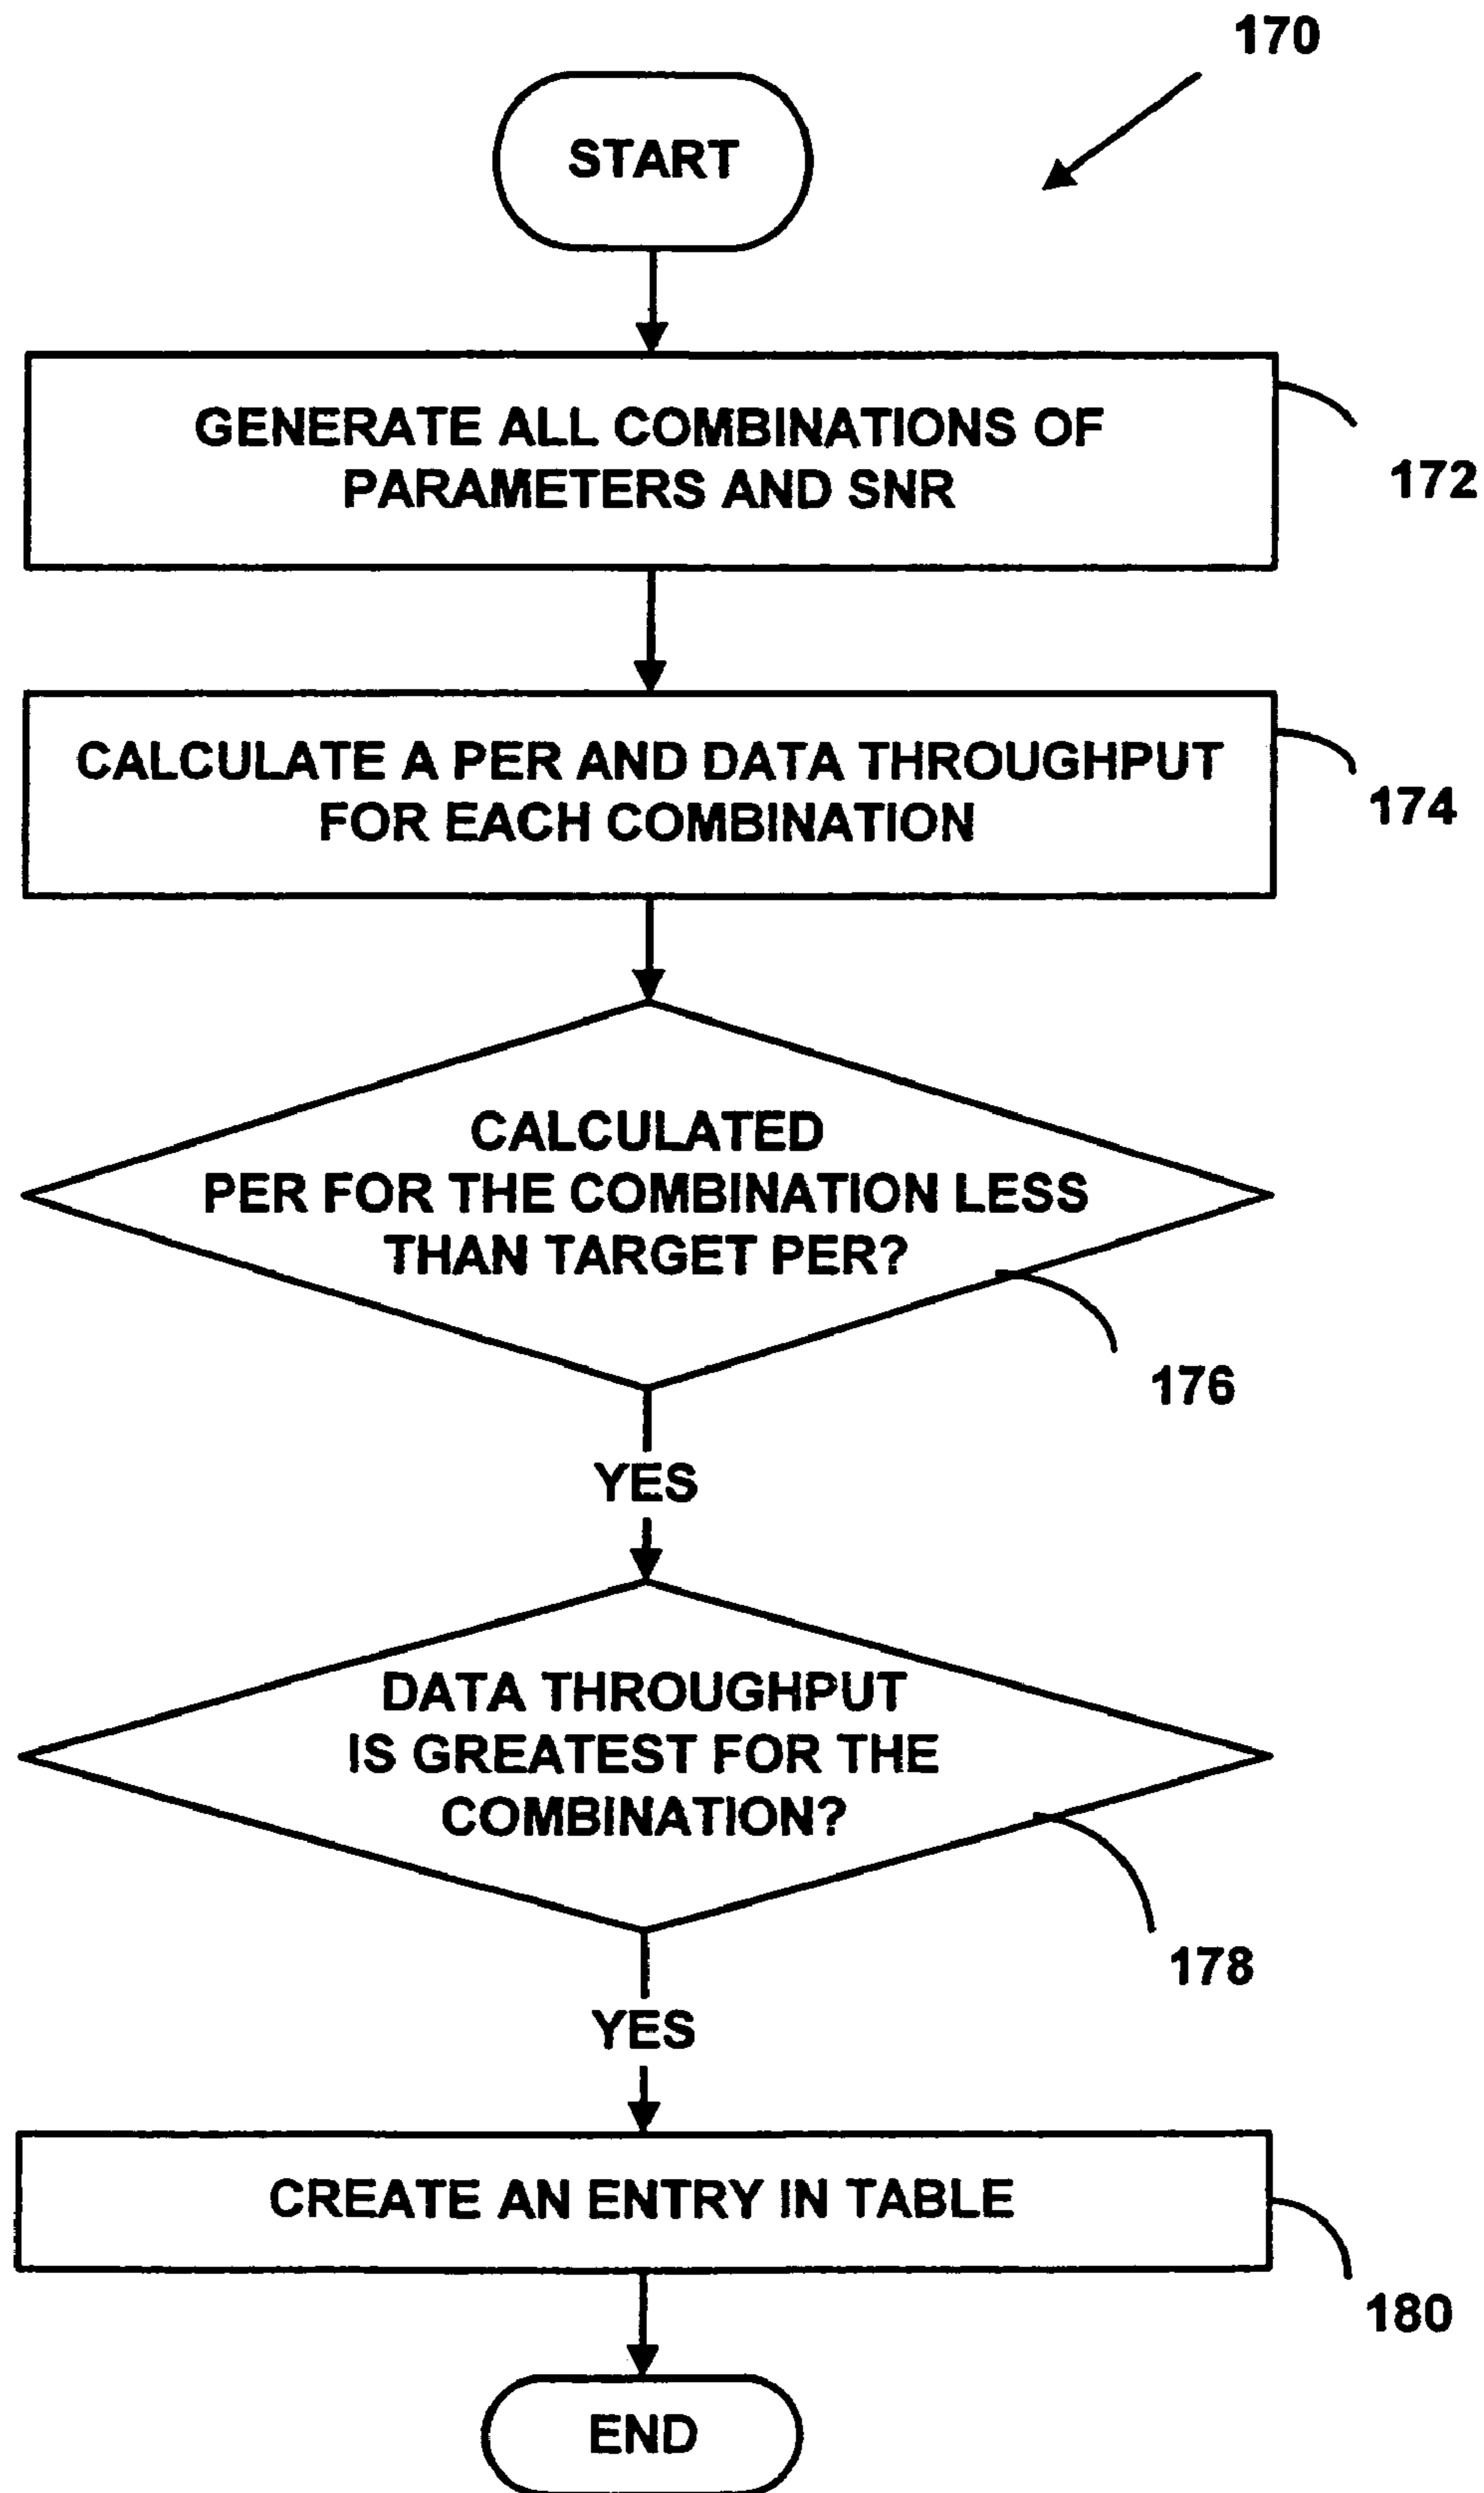 170
START
GENERATE ALL COMBINATIONS OF
PARAMETERS AND SNR
172
CALCULATE A PER AND DATA THROUGHPUT
FOR EACH COMBINATION
174
CALCULATED
PER FOR THE COMBINATION LESS
THAN TARGET PER?
176
YES
DATA THROUGHPUT
IS GREATEST FOR THE
COMBINATION?
178
YES
CREATE AN ENTRY IN TABLE
180
END